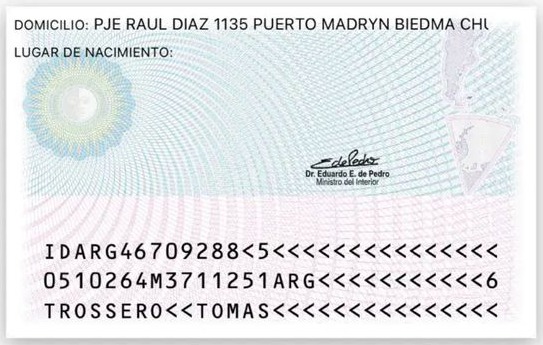 DOMICILIO: PJE RAUL DIAZ 1135 PUERTO MADRYN BIEDMA CHU
LUGAR DE NACIMIENTO:
Dr. Eduardo E. de Pedro
Ministro del Interior
IDARG46709288<5<<<<<<<<<<<<<<<
0510264M3711251ARG<<<<<<<<<<<6
TROSSERO<<TOMAS<<<<<<<<<<<<<<<